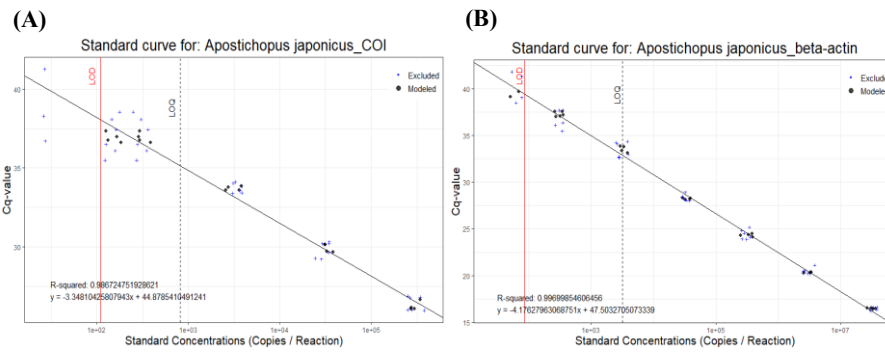 (A)
Standard curve for: Apostichopus japonicus_COI
LOD
LOQ
Excluded
Modeled
Cq-value
40
35
30
R-squared: 0.986724751928621
y = -3.34810425807943x + 44.8785410491241
1e+02
1e+03
1e+04
1e+05
Standard Concentrations (Copies / Reaction)
(B)
Standard curve for: Apostichopus japonicus_beta-actin
LOD
LOQ
Excluded
Modeled
Cq-value
40
35
30
25
20
15
R-squared: 0.99699854606456
y = -4.17627963068751x + 47.5032705073339
1e+03
1e+05
1e+07
Standard Concentrations (Copies / Reaction)